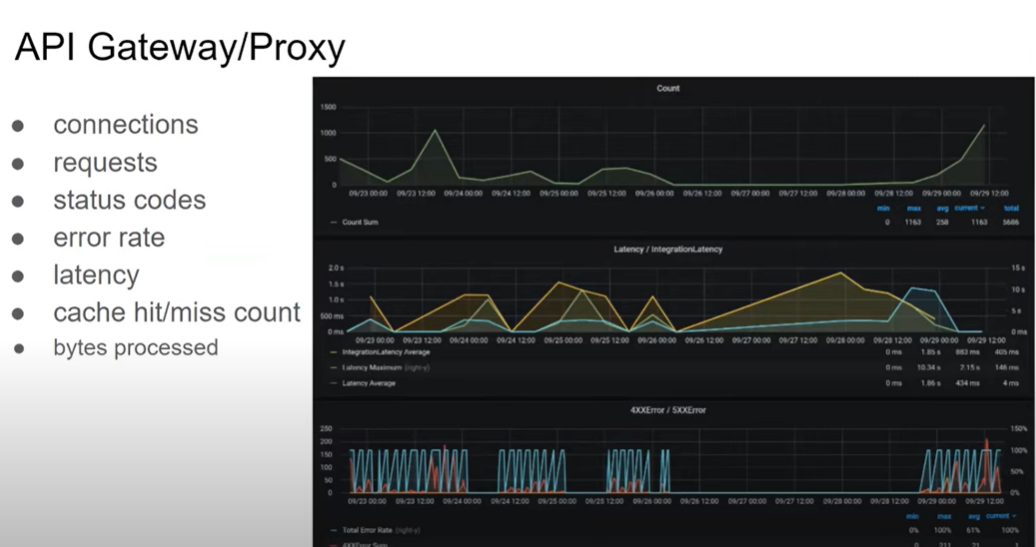 API Gateway/Proxy
connections
requests
status codes
error rate
latency
cache hit/miss count
bytes processed
Count
1500
1000
500
0
09/23 00:00 09/23 12:00 09/24 00:00 09/24 12:00 09/25 00:00 09/25 12:00 09/26 00:00 09/26 12:00 09/27 00:00 09/27 12:00 09/28 00:00 09/28 12:00 09/29 00:00 09/29 12:00
min max avg current total
Count Sum 0 1163 258 1163 5686
Latency / IntegrationLatency
2.0 s 15 s
1.5 s 10 s
1.0 s
500 ms 5 s
0 ms 0 ms
09/23 00:00 09/23 12:00 09/24 00:00 09/24 12:00 09/25 00:00 09/25 12:00 09/26 00:00 09/26 12:00 09/27 00:00 09/27 12:00 09/28 00:00 09/28 12:00 09/29 00:00 09/29 12:00
IntegrationLatency Average 0 ms 1.85 s 883 ms 405 ms
Latency Maximum (right-y) 0 ms 10.34 s 2.15 s 146 ms
Latency Average 0 ms 1.86 s 434 ms 4 ms
4XXError / 5XXError
250 150%
200
150 100%
100 50%
50
0 0%
09/23 00:00 09/23 12:00 09/24 00:00 09/24 12:00 09/25 00:00 09/25 12:00 09/26 00:00 09/26 12:00 09/27 00:00 09/27 12:00 09/28 00:00 09/28 12:00 09/29 00:00 09/29 12:00
min max avg current
Total Error Rate (right-y) 0% 100% 61% 100%
4XXError Sum 0 211 21 1